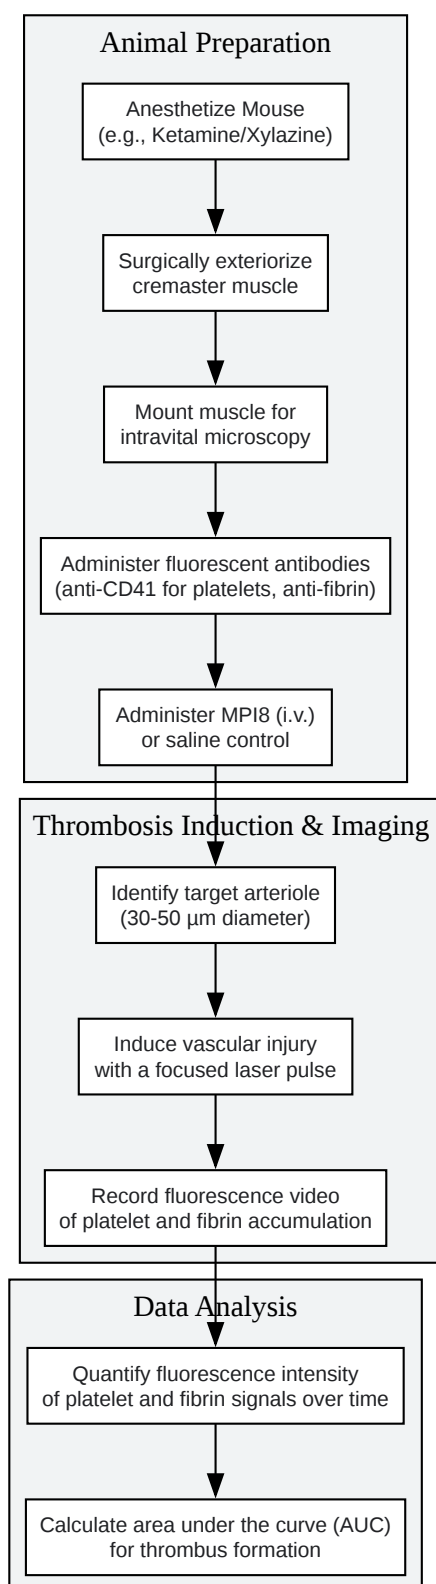 Animal Preparation
Anesthetize Mouse
(e.g., Ketamine/Xylazine)
Surgically exteriorize
cremaster muscle
Mount muscle for
intravital microscopy
Administer fluorescent antibodies
(anti-CD41 for platelets, anti-fibrin)
Administer MPI8 (i.v.)
or saline control
Thrombosis Induction & Imaging
Identify target arteriole
(30-50 µm diameter)
Induce vascular injury
with a focused laser pulse
Record fluorescence video
of platelet and fibrin accumulation
Data Analysis
Quantify fluorescence intensity
of platelet and fibrin signals over time
Calculate area under the curve (AUC)
for thrombus formation